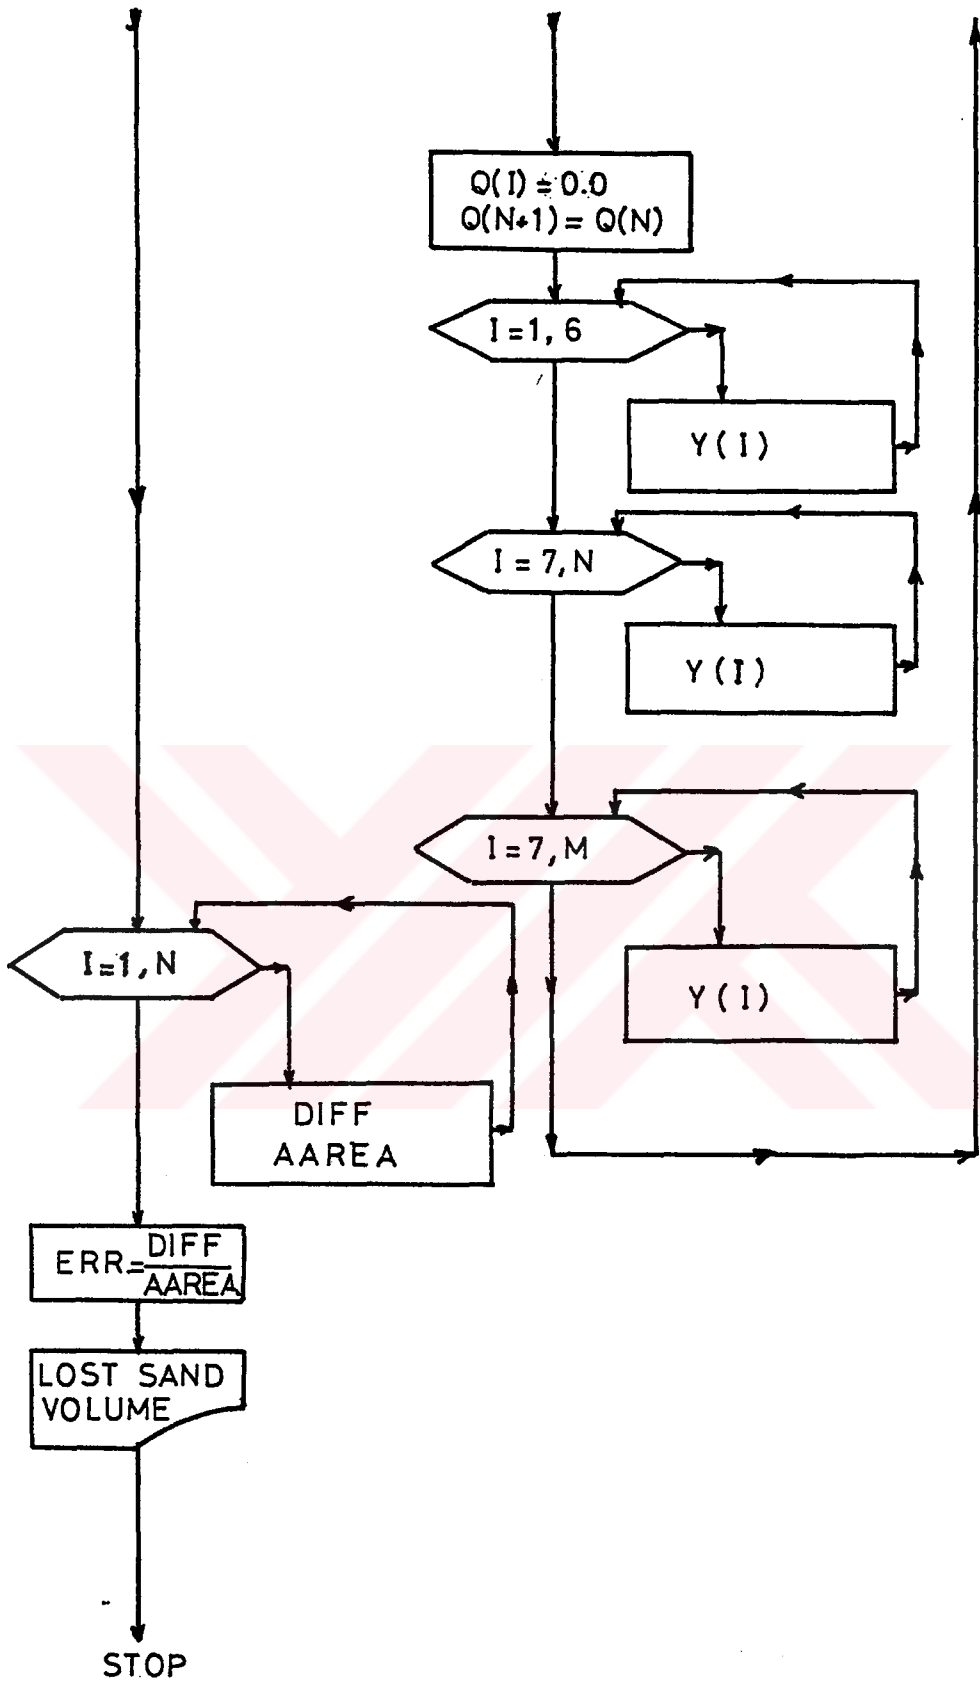 Q(I) = 0.0
Q(N+1) = Q(N)
I = 1, 6
Y(I)
I = 7, N
Y(I)
I = 7, M
Y(I)
I = 1, N
DIFF
AAREA
ERR = DIFF
AAREA
LOST SAND
VOLUME
STOP